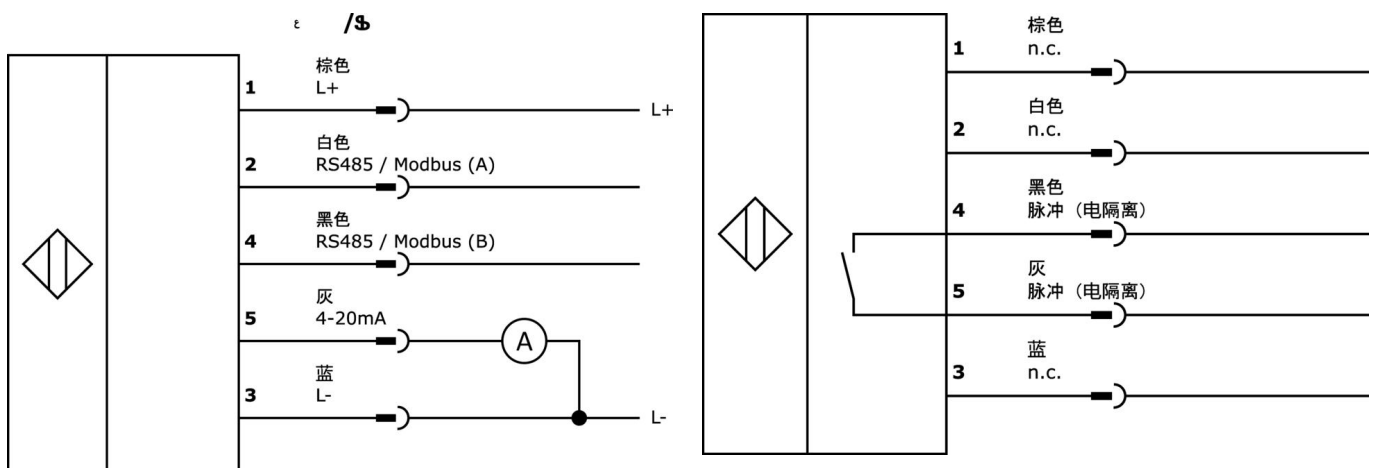 棕色
1 L+
L+
白色
2 RS485 / Modbus (A)
黑色
4 RS485 / Modbus (B)
灰
5 4-20mA
A
蓝
3 L-
L-
棕色
1 n.c.
白色
2 n.c.
黑色
4 脉冲（电隔离）
灰
5 脉冲（电隔离）
蓝
3 n.c.